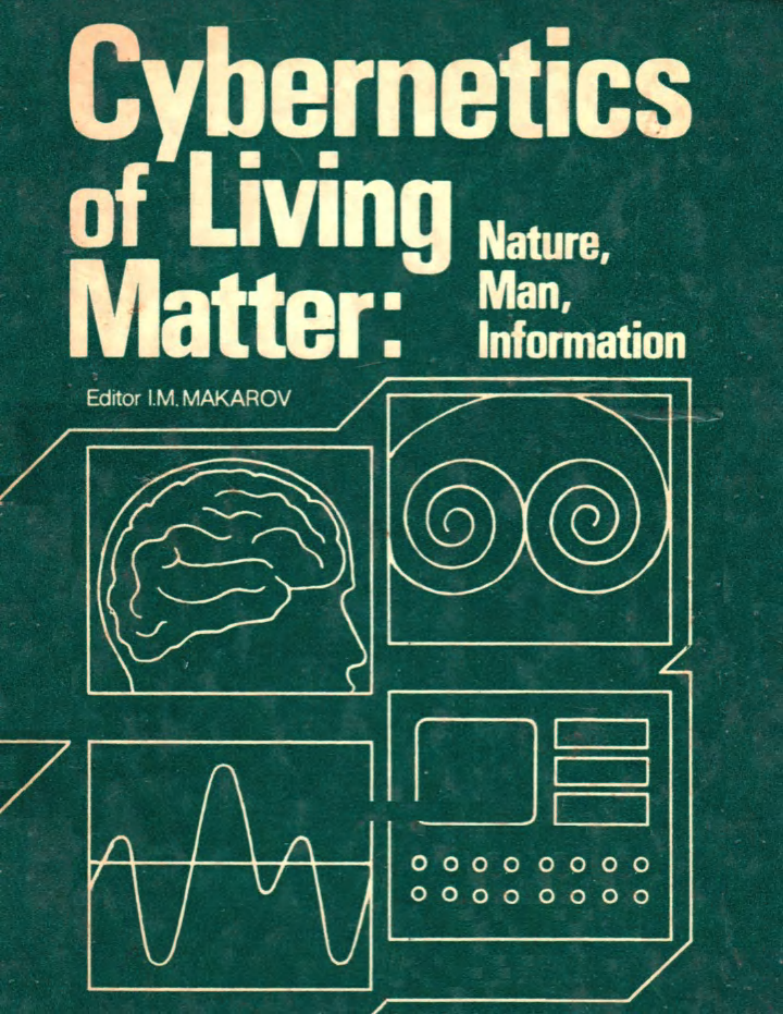 Cybernetics
of Living
Matter:
Nature,
Man,
Information
Editor I.M. MAKAROV